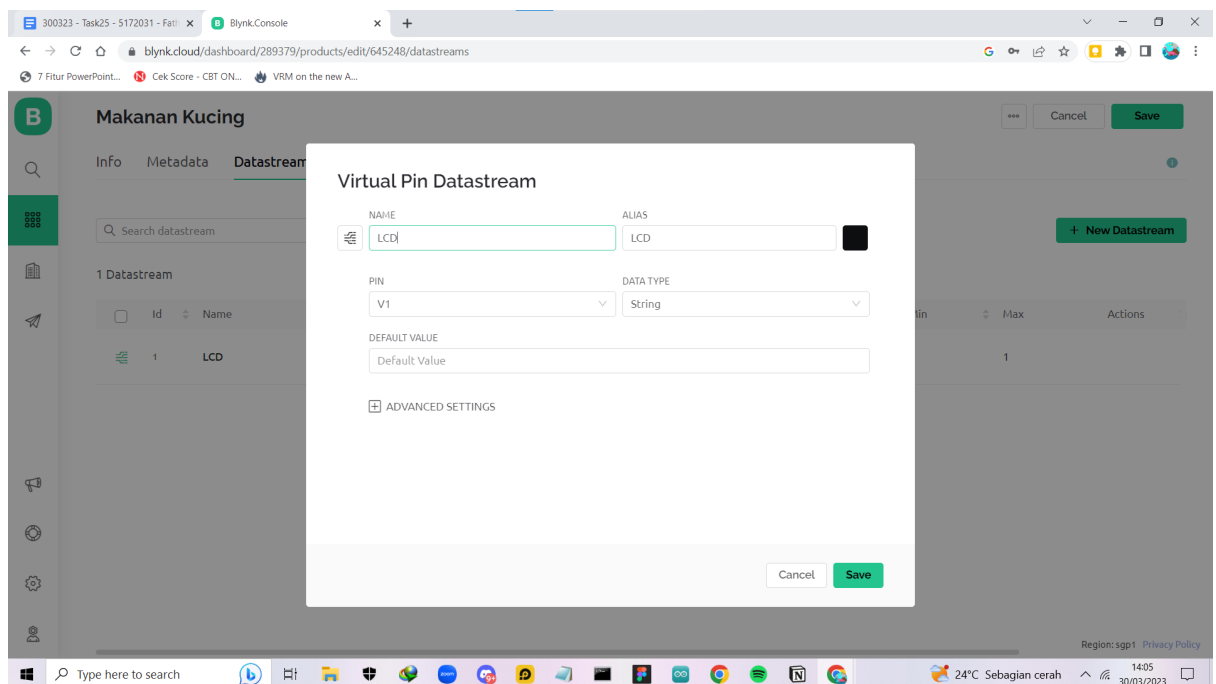 300323 - Task25 - 5172031 - Fath
Blynk.Console
blynk.cloud/dashboard/289379/products/edit/645248/datastreams
7 Fitur PowerPoint...
Cek Score - CBT ON...
VRM on the new A...
B
Makanan Kucing
Cancel
Save
Info
Metadata
Datastream
Search datastream
+ New Datastream
1 Datastream
Id
Name
Max
Actions
1
LCD
1
Virtual Pin Datastream
NAME
ALIAS
LCD
LCD
PIN
DATA TYPE
V1
String
DEFAULT VALUE
Default Value
ADVANCED SETTINGS
Cancel
Save
Region: sgp1 Privacy Policy
Type here to search
zoom
24°C Sebagian cerah
14:05
30/03/2023